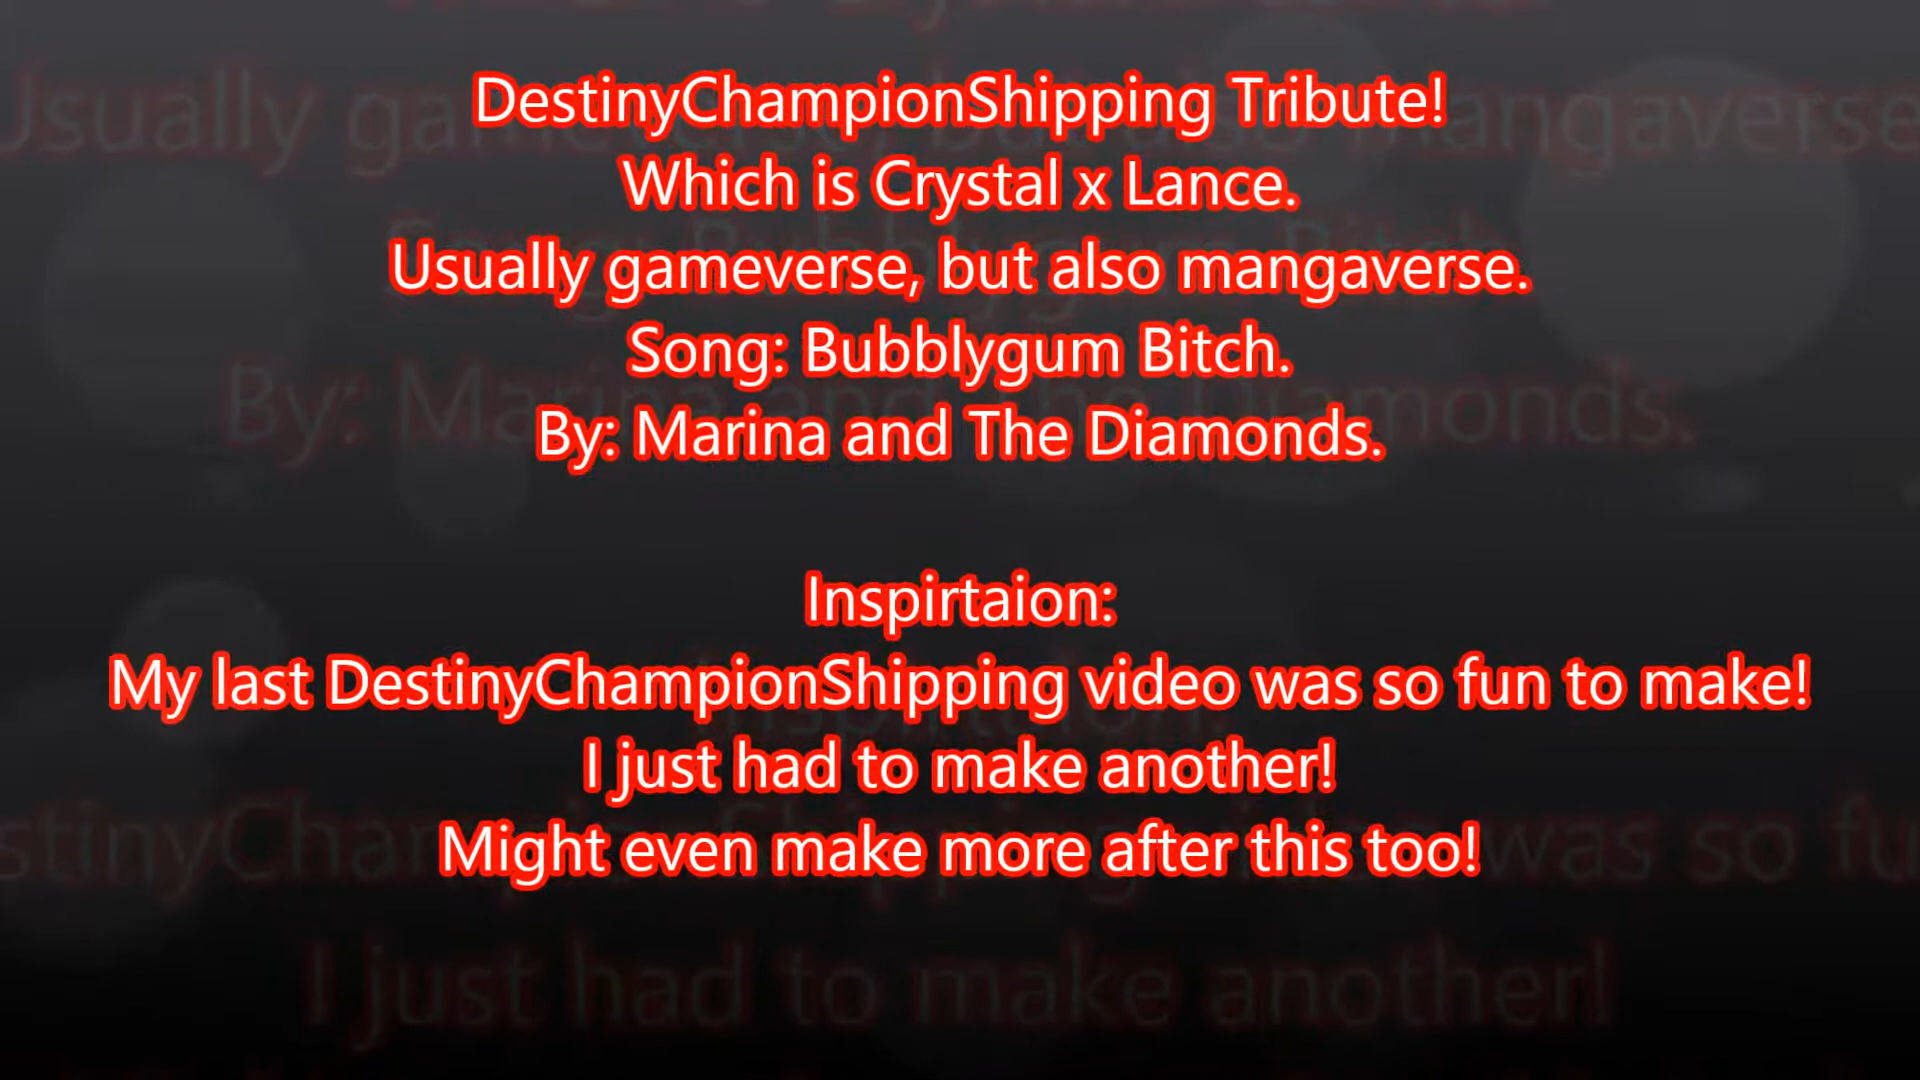 DestinyChampionShipping Tribute!
Which is Crystal x Lance.
Usually gameverse, but also mangaverse.
Song: Bubblygum Bitch.
By: Marina and The Diamonds.
Inspirtaion:
My last DestinyChampionShipping video was so fun to make!
I just had to make another!
Might even make more after this too!